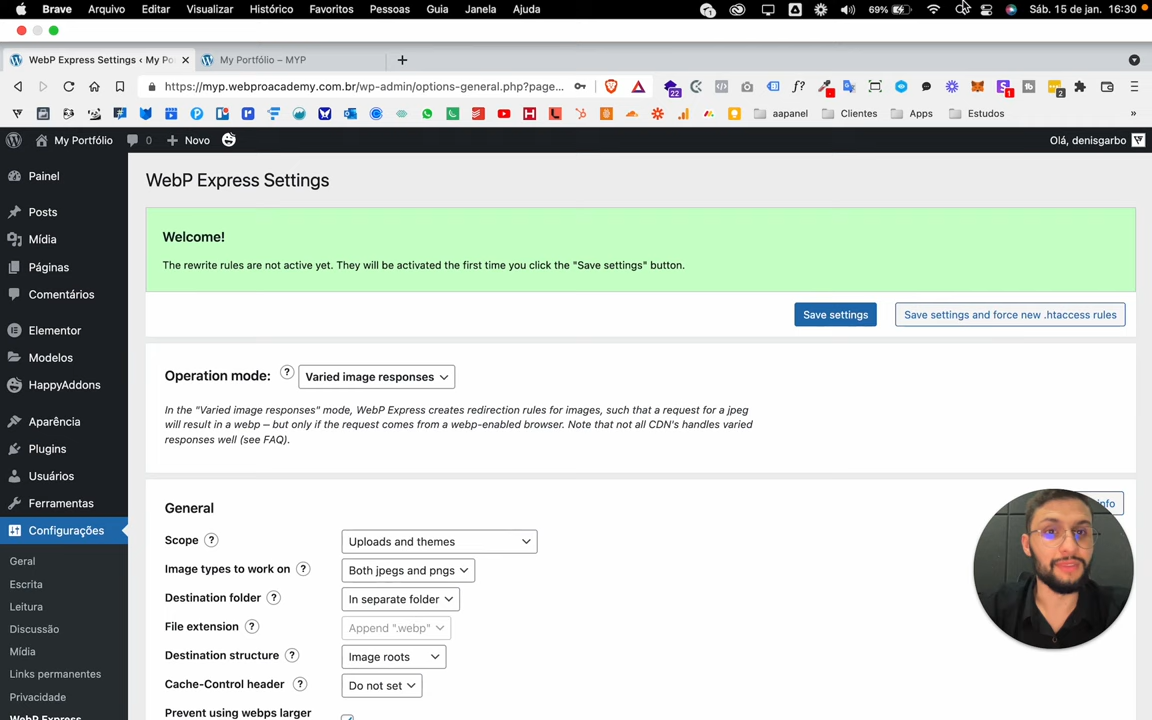 Brave Arquivo Editar Visualizar Histórico Favoritos Pessoas Guia Janela Ajuda 69% Sáb. 15 de jan. 16:30
WebP Express Settings ‹ My Po
My Portfólio – MYP
https://myp.webproacademy.com.br/wp-admin/options-general.php?page...
aapanel Clientes Apps Estudos »
My Portfólio 0 Novo
Olá, denisgarbo
Painel
Posts
Mídia
Páginas
Comentários
Elementor
Modelos
HappyAddons
Aparência
Plugins
Usuários
Ferramentas
Configurações
Geral
Escrita
Leitura
Discussão
Mídia
Links permanentes
Privacidade
WebP Express
WebP Express Settings
Welcome!
The rewrite rules are not active yet. They will be activated the first time you click the "Save settings" button.
Save settings
Save settings and force new .htaccess rules
Operation mode: ? Varied image responses
In the "Varied image responses" mode, WebP Express creates redirection rules for images, such that a request for a jpeg
will result in a webp – but only if the request comes from a webp-enabled browser. Note that not all CDN's handles varied
responses well (see FAQ).
General
info
Scope ? Uploads and themes
Image types to work on ? Both jpegs and pngs
Destination folder ? In separate folder
File extension ? Append ".webp"
Destination structure ? Image roots
Cache-Control header ? Do not set
Prevent using webps larger